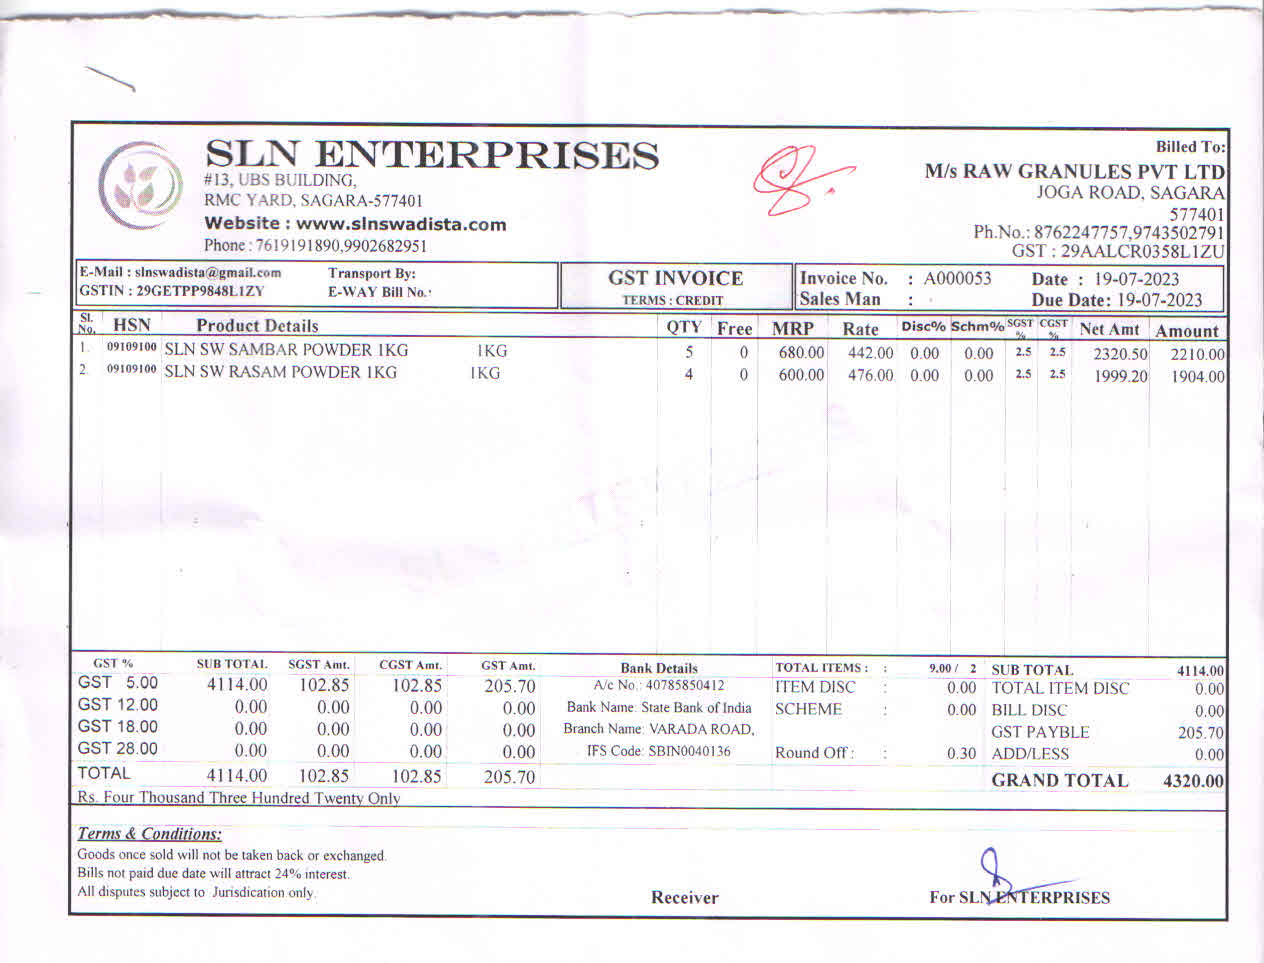 SLN ENTERPRISES
#13, UBS BUILDING,
RMC YARD, SAGARA-577401
Website : www.slnswadista.com
Phone : 7619191890,9902682951
Billed To:
M/s RAW GRANULES PVT LTD
JOGA ROAD, SAGARA
577401
Ph.No.: 8762247757,9743502791
GST : 29AALCR0358L1ZU
E-Mail : slnswadista@gmail.com Transport By:
GSTIN : 29GETPP9848L1ZY E-WAY Bill No.:
GST INVOICE
TERMS : CREDIT
Invoice No. : A000053 Date : 19-07-2023
Sales Man : Due Date: 19-07-2023
Sl. No. HSN Product Details QTY Free MRP Rate Disc% Schm% SGST % CGST % Net Amt Amount
1. 09109100 SLN SW SAMBAR POWDER 1KG 1KG 5 0 680.00 442.00 0.00 0.00 2.5 2.5 2320.50 2210.00
2. 09109100 SLN SW RASAM POWDER 1KG 1KG 4 0 600.00 476.00 0.00 0.00 2.5 2.5 1999.20 1904.00
GST % SUB TOTAL SGST Amt. CGST Amt. GST Amt.
GST 5.00 4114.00 102.85 102.85 205.70
GST 12.00 0.00 0.00 0.00 0.00
GST 18.00 0.00 0.00 0.00 0.00
GST 28.00 0.00 0.00 0.00 0.00
TOTAL 4114.00 102.85 102.85 205.70
Bank Details
A/c No.: 40785850412
Bank Name: State Bank of India
Branch Name: VARADA ROAD,
IFS Code: SBIN0040136
TOTAL ITEMS : : 9.00 / 2
ITEM DISC : 0.00
SCHEME : 0.00
Round Off : : 0.30
SUB TOTAL 4114.00
TOTAL ITEM DISC 0.00
BILL DISC 0.00
GST PAYBLE 205.70
ADD/LESS 0.00
GRAND TOTAL 4320.00
Rs. Four Thousand Three Hundred Twenty Only
Terms & Conditions:
Goods once sold will not be taken back or exchanged.
Bills not paid due date will attract 24% interest.
All disputes subject to Jurisdication only.
Receiver
For SLN ENTERPRISES